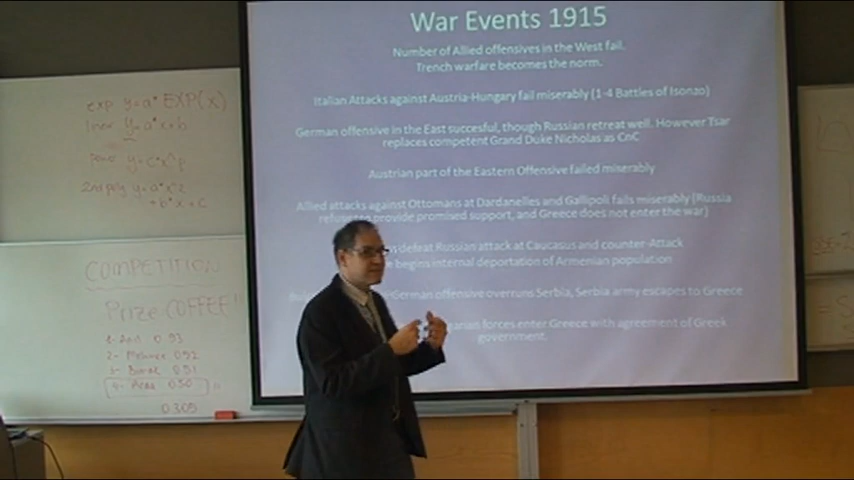 War Events 1915
Number of Allied offensives in the West fail.
Trench warfare becomes the norm.
Italian Attacks against Austria-Hungary fail miserably (1-4 Battles of Isonzo)
German offensive in the East succesful, though Russian retreat well. However Tsar
replaces competent Grand Duke Nicholas as CnC
Austrian part of the Eastern Offensive failed miserably
Allied attacks against Ottomans at Dardanelles and Gallipoli fails miserably (Russia
refuses to provide promised support, and Greece does not enter the war)
defeat Russian attack at Caucasus and counter-Attack
begins internal deportation of Armenian population
-German offensive overruns Serbia, Serbia army escapes to Greece
forces enter Greece with agreement of Greek
government.
exp y=a* EXP(x)
linear y=a*x+b
power y=c*x^p
2nd poly y=a*x^2
+b*x+c
COMPETITION
Prize COFFEE!!
1- 0.93
2- 0.92
3- 0.91
4- 0.50
0.305